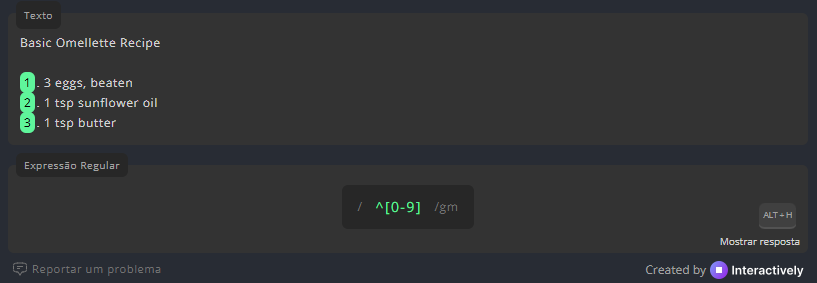 Texto
Basic Omellette Recipe
1. 3 eggs, beaten
2. 1 tsp sunflower oil
3. 1 tsp butter
Expressão Regular
/ ^[0-9] /gm
ALT + H
Mostrar resposta
Reportar um problema
Created by Interactively